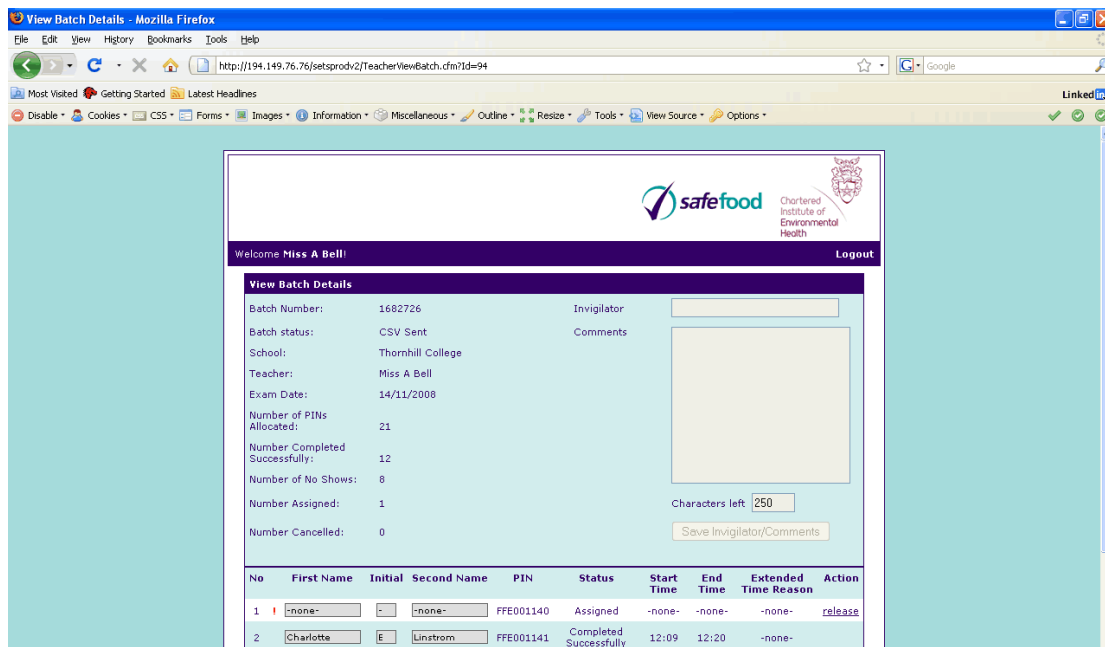 View Batch Details - Mozilla Firefox
File Edit View History Bookmarks Tools Help
http://194.149.76.76/setsprodv2/TeacherViewBatch.cfm?Id=94
G Google
Most Visited Getting Started Latest Headlines
Linked in
Disable Cookies CSS Forms Images Information Miscellaneous Outline Resize Tools View Source Options
safefood
Chartered
Institute of
Environmental
Health
Welcome Miss A Bell!
Logout
View Batch Details
Batch Number: 1682726 Invigilator
Batch status: CSV Sent Comments
School: Thornhill College
Teacher: Miss A Bell
Exam Date: 14/11/2008
Number of PINs
Allocated: 21
Number Completed
Successfully: 12
Number of No Shows: 8
Number Assigned: 1 Characters left 250
Number Cancelled: 0 Save Invigilator/Comments
No First Name Initial Second Name PIN Status Start Time End Time Extended Time Reason Action
1 ! -none- - -none- FFE001140 Assigned -none- -none- -none- release
2 Charlotte E Linstrom FFE001141 Completed Successfully 12:09 12:20 -none-